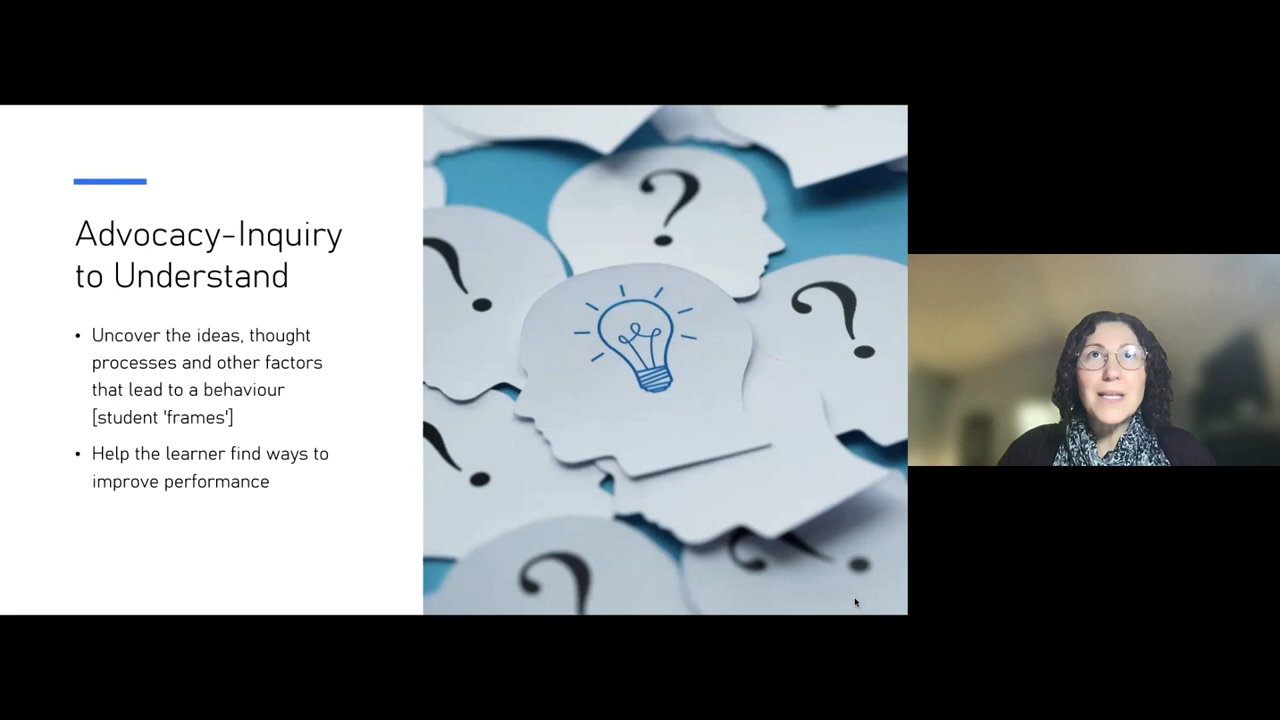 Advocacy-Inquiry
to Understand
• Uncover the ideas, thought
processes and other factors
that lead to a behaviour
[student 'frames']
• Help the learner find ways to
improve performance
?
?
?
?
?
?